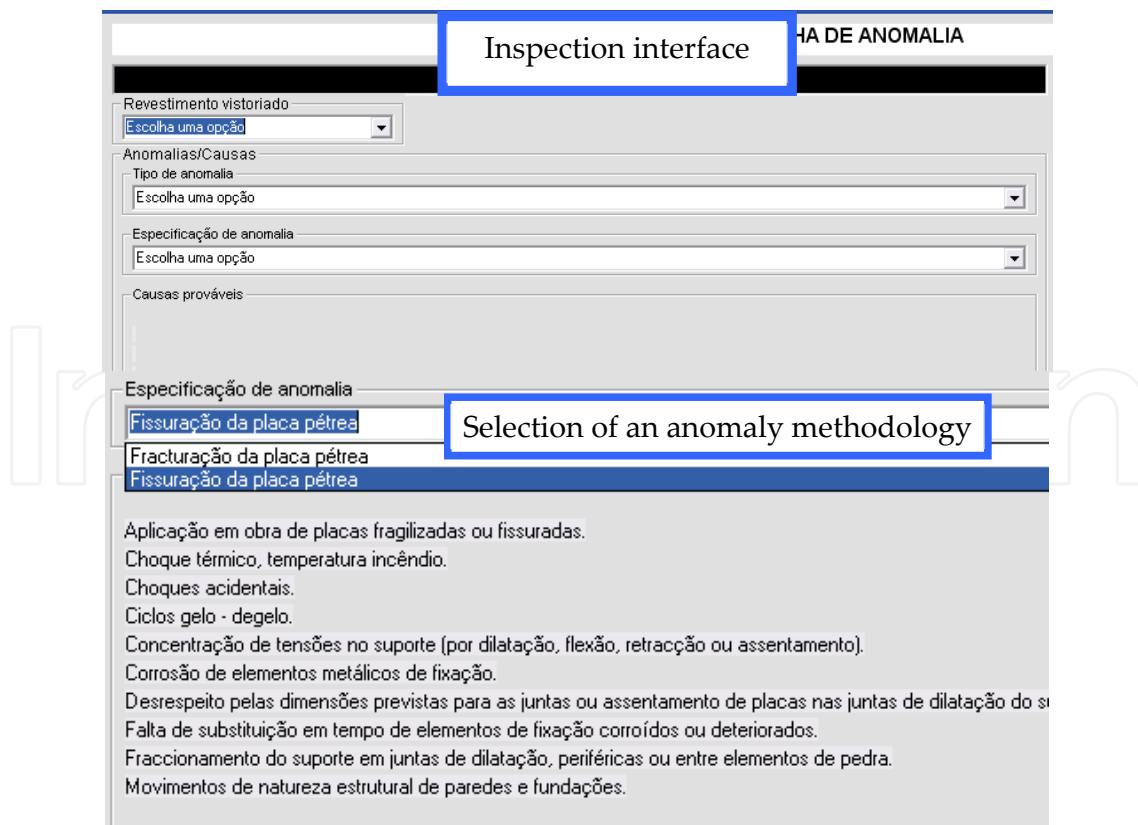 Inspection interface
HA DE ANOMALIA
Revestimento vistoriado
Escolha uma opção
Anomalias/Causas
Tipo de anomalia
Escolha uma opção
Especificação de anomalia
Escolha uma opção
Causas prováveis
Especificação de anomalia
Fissuração da placa pétrea
Selection of an anomaly methodology
Fracturação da placa pétrea
Fissuração da placa pétrea
Aplicação em obra de placas fragilizadas ou fissuradas.
Choque térmico, temperatura incêndio.
Choques acidentais.
Ciclos gelo - degelo.
Concentração de tensões no suporte (por dilatação, flexão, retracção ou assentamento).
Corrosão de elementos metálicos de fixação.
Desrespeito pelas dimensões previstas para as juntas ou assentamento de placas nas juntas de dilatação do
Falta de substituição em tempo de elementos de fixação corroídos ou deteriorados.
Fraccionamento do suporte em juntas de dilatação, periféricas ou entre elementos de pedra.
Movimentos de natureza estrutural de paredes e fundações.